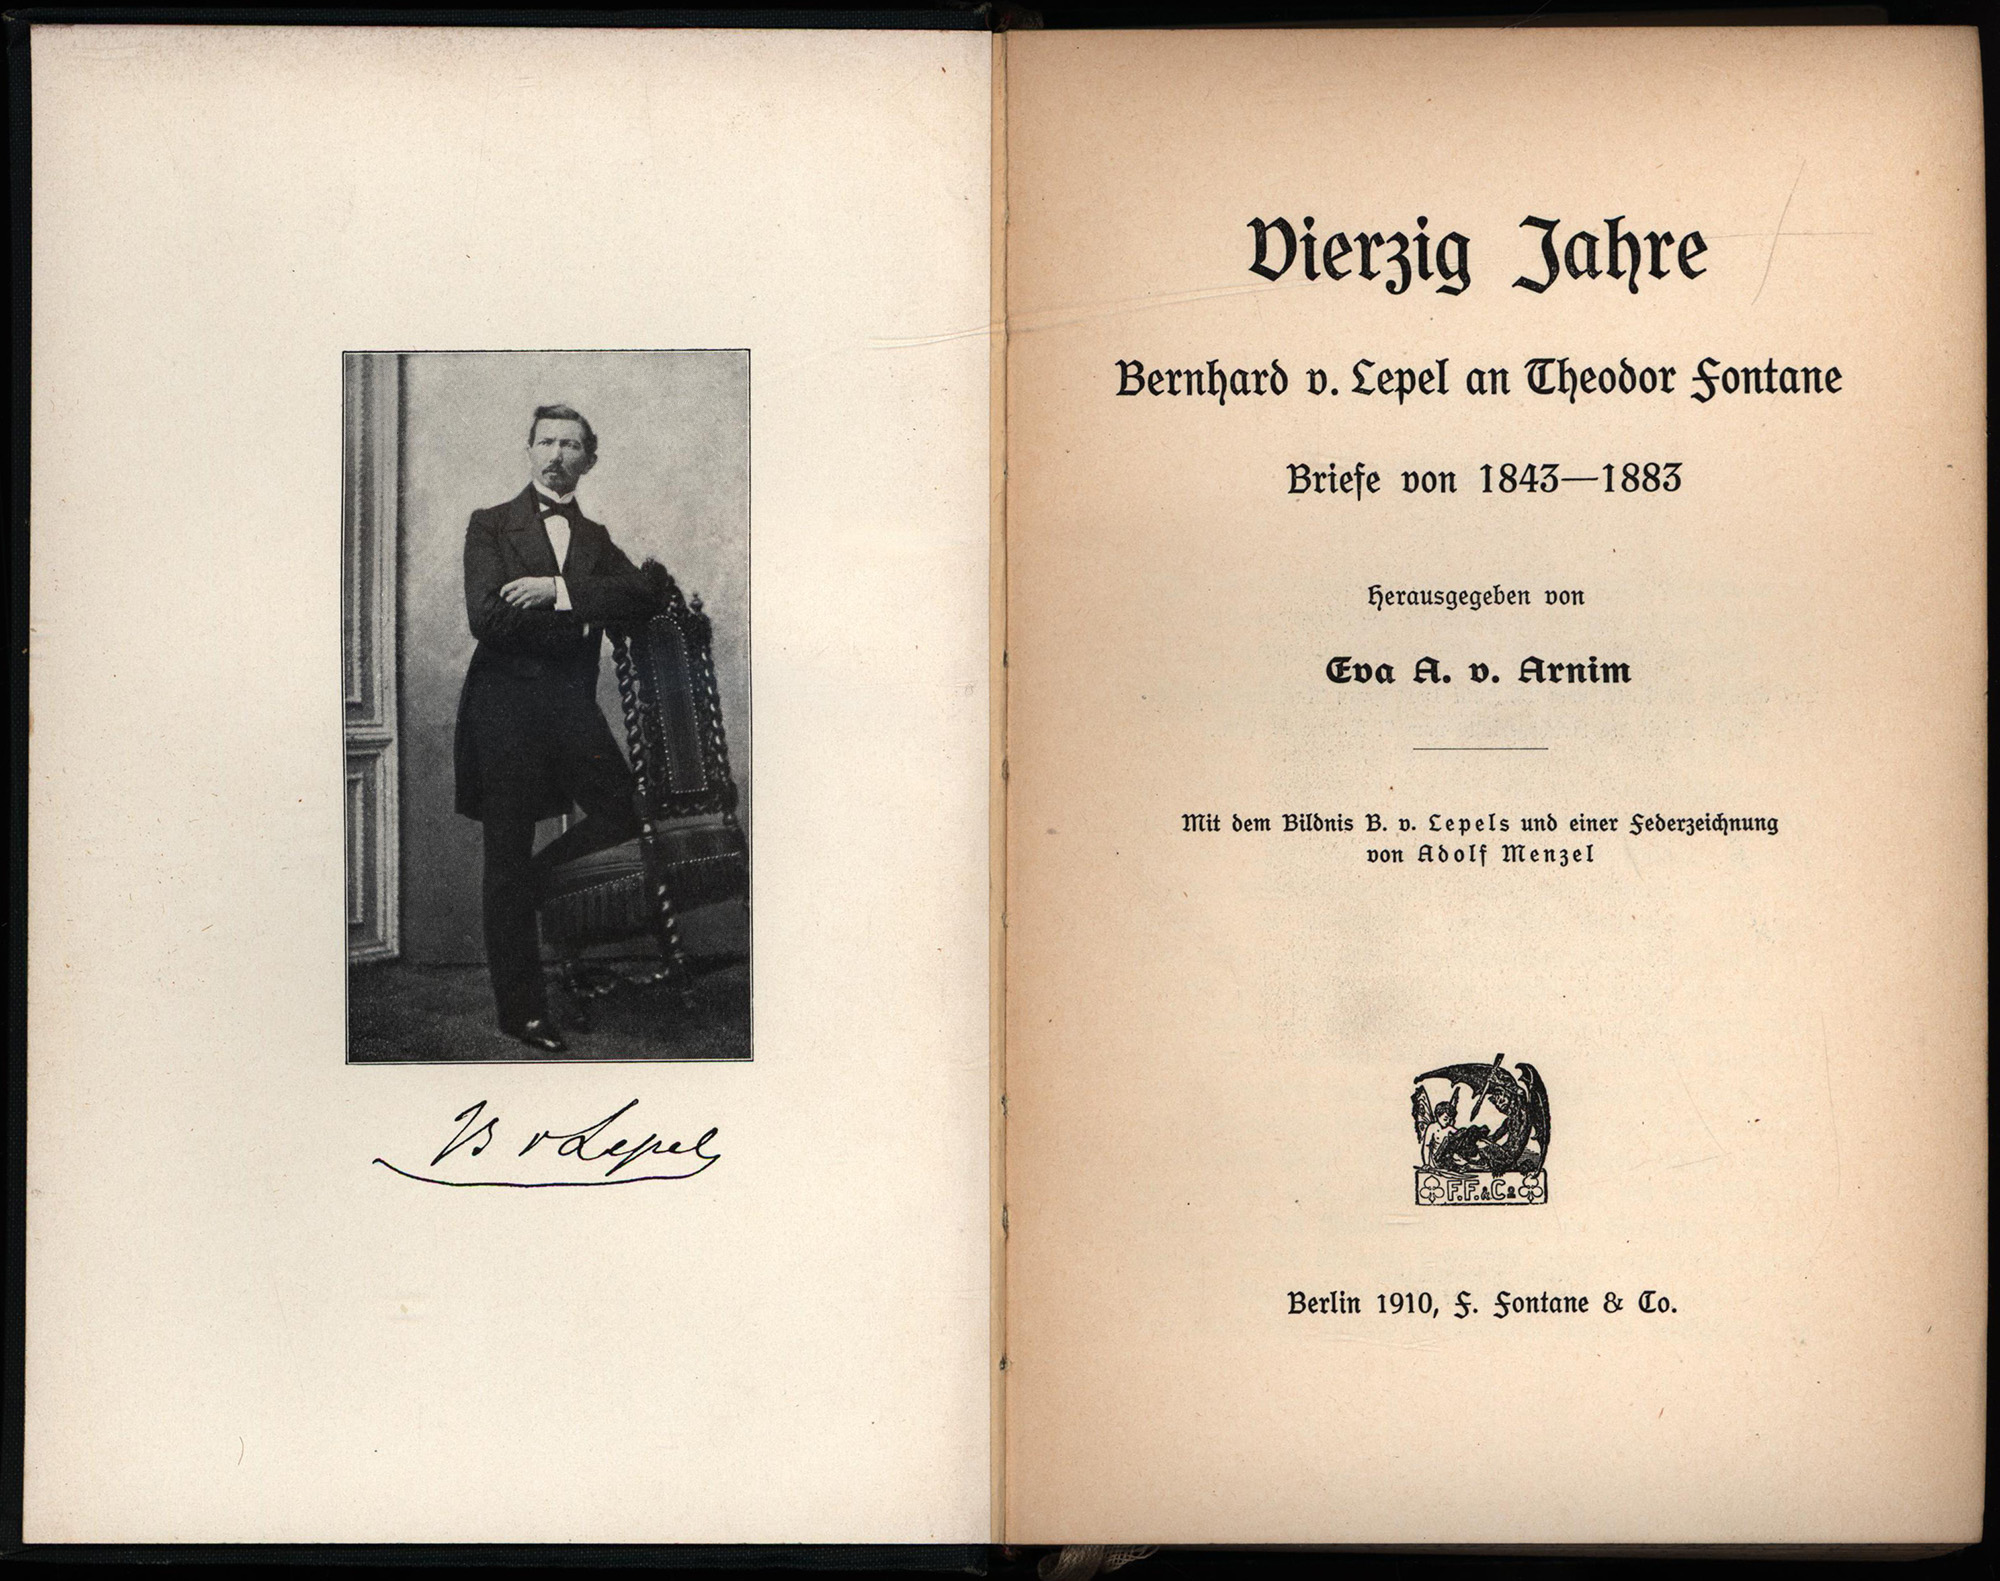 B v Lepel
Vierzig Jahre
Bernhard v. Lepel an Theodor Fontane
Briefe von 1843—1883
Herausgegeben von
Eva A. v. Arnim
Mit dem Bildnis B. v. Lepels und einer Federzeichnung
von Adolf Menzel
F.F.&Co
Berlin 1910, F. Fontane & Co.